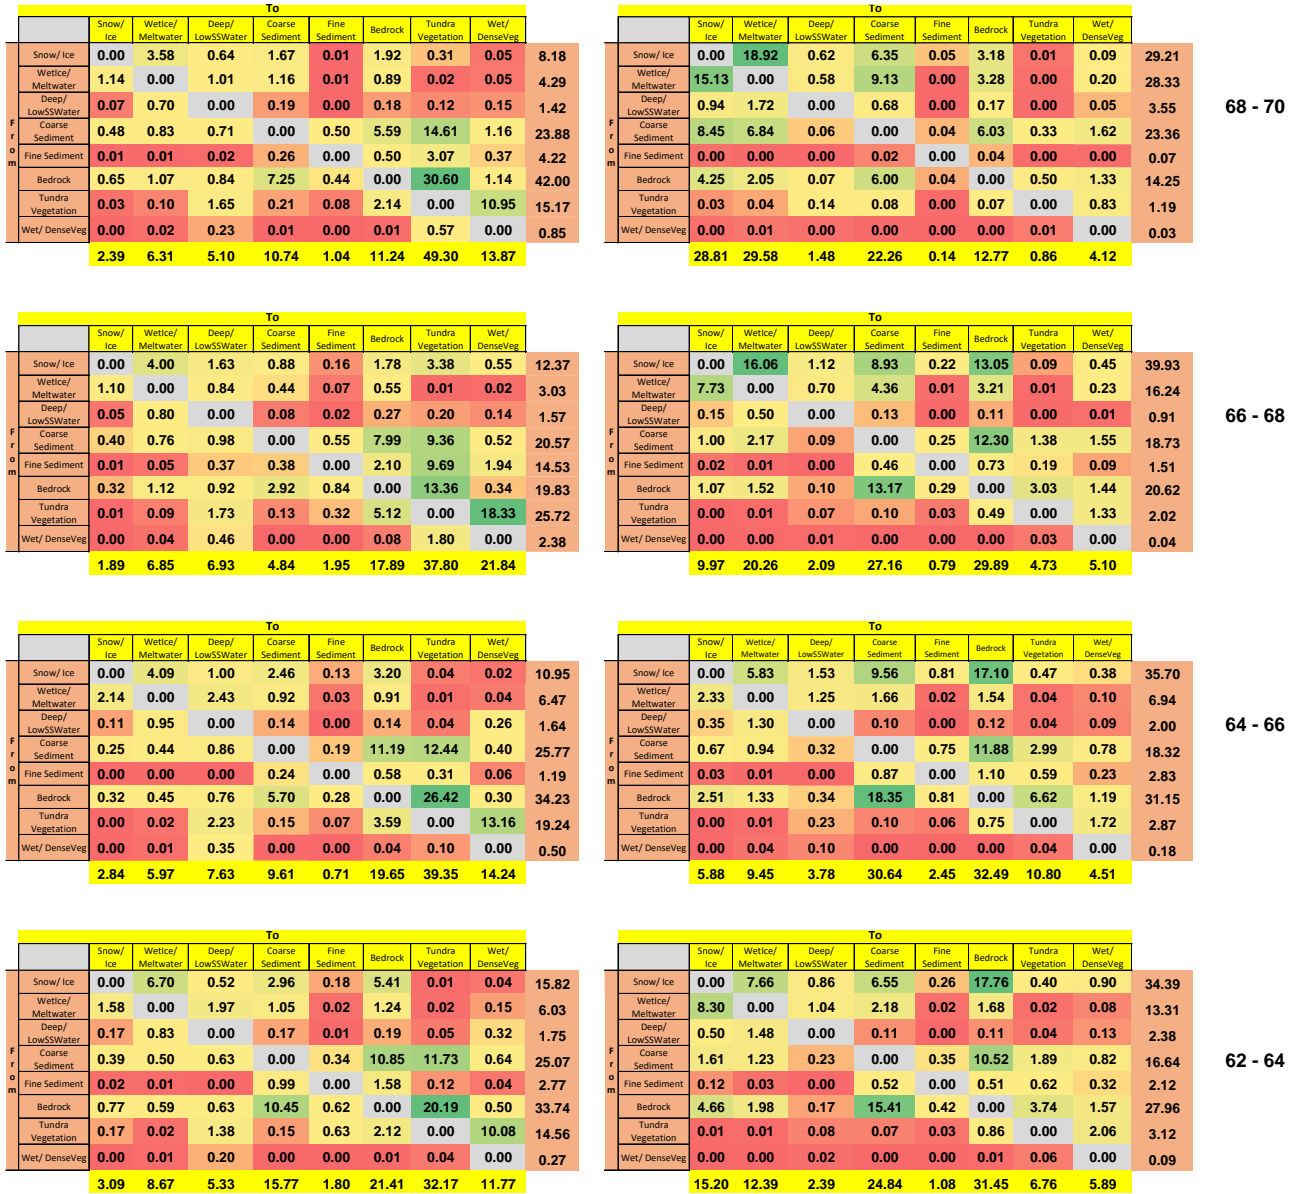 To
Snow/ Wetlce/ Deep/ Coarse Fine Bedrock Tundra Wet/
Ice Meltwater LowSSWater Sediment Sediment Vegetation DenseVeg
From
Snow/ Ice 0.00 3.58 0.64 1.67 0.01 1.92 0.31 0.05 8.18
Wetlce/ Meltwater 1.14 0.00 1.01 1.16 0.01 0.89 0.02 0.05 4.29
Deep/ LowSSWater 0.07 0.70 0.00 0.19 0.00 0.18 0.12 0.15 1.42
Coarse Sediment 0.48 0.83 0.71 0.00 0.50 5.59 14.61 1.16 23.88
Fine Sediment 0.01 0.01 0.02 0.26 0.00 0.50 3.07 0.37 4.22
Bedrock 0.65 1.07 0.84 7.25 0.44 0.00 30.60 1.14 42.00
Tundra Vegetation 0.03 0.10 1.65 0.21 0.08 2.14 0.00 10.95 15.17
Wet/ DenseVeg 0.00 0.02 0.23 0.01 0.00 0.01 0.57 0.00 0.85
2.39 6.31 5.10 10.74 1.04 11.24 49.30 13.87
To
Snow/ Wetlce/ Deep/ Coarse Fine Bedrock Tundra Wet/
Ice Meltwater LowSSWater Sediment Sediment Vegetation DenseVeg
From
Snow/ Ice 0.00 18.92 0.62 6.35 0.05 3.18 0.01 0.09 29.21
Wetlce/ Meltwater 15.13 0.00 0.58 9.13 0.00 3.28 0.00 0.20 28.33
Deep/ LowSSWater 0.94 1.72 0.00 0.68 0.00 0.17 0.00 0.05 3.55
Coarse Sediment 8.45 6.84 0.06 0.00 0.04 6.03 0.33 1.62 23.36
Fine Sediment 0.00 0.00 0.00 0.02 0.00 0.04 0.00 0.00 0.07
Bedrock 4.25 2.05 0.07 6.00 0.04 0.00 0.50 1.33 14.25
Tundra Vegetation 0.03 0.04 0.14 0.08 0.00 0.07 0.00 0.83 1.19
Wet/ DenseVeg 0.00 0.01 0.00 0.00 0.00 0.00 0.01 0.00 0.03
28.81 29.58 1.48 22.26 0.14 12.77 0.86 4.12
68 - 70
To
Snow/ Wetlce/ Deep/ Coarse Fine Bedrock Tundra Wet/
Ice Meltwater LowSSWater Sediment Sediment Vegetation DenseVeg
From
Snow/ Ice 0.00 4.00 1.63 0.88 0.16 1.78 3.38 0.55 12.37
Wetlce/ Meltwater 1.10 0.00 0.84 0.44 0.07 0.55 0.01 0.02 3.03
Deep/ LowSSWater 0.05 0.80 0.00 0.08 0.02 0.27 0.20 0.14 1.57
Coarse Sediment 0.40 0.76 0.98 0.00 0.55 7.99 9.36 0.52 20.57
Fine Sediment 0.01 0.05 0.37 0.38 0.00 2.10 9.69 1.94 14.53
Bedrock 0.32 1.12 0.92 2.92 0.84 0.00 13.36 0.34 19.83
Tundra Vegetation 0.01 0.09 1.73 0.13 0.32 5.12 0.00 18.33 25.72
Wet/ DenseVeg 0.00 0.04 0.46 0.00 0.00 0.08 1.80 0.00 2.38
1.89 6.85 6.93 4.84 1.95 17.89 37.80 21.84
To
Snow/ Wetlce/ Deep/ Coarse Fine Bedrock Tundra Wet/
Ice Meltwater LowSSWater Sediment Sediment Vegetation DenseVeg
From
Snow/ Ice 0.00 16.06 1.12 8.93 0.22 13.05 0.09 0.45 39.93
Wetlce/ Meltwater 7.73 0.00 0.70 4.36 0.01 3.21 0.01 0.23 16.24
Deep/ LowSSWater 0.15 0.50 0.00 0.13 0.00 0.11 0.00 0.01 0.91
Coarse Sediment 1.00 2.17 0.09 0.00 0.25 12.30 1.38 1.55 18.73
Fine Sediment 0.02 0.01 0.00 0.46 0.00 0.73 0.19 0.09 1.51
Bedrock 1.07 1.52 0.10 13.17 0.29 0.00 3.03 1.44 20.62
Tundra Vegetation 0.00 0.01 0.07 0.10 0.03 0.49 0.00 1.33 2.02
Wet/ DenseVeg 0.00 0.00 0.01 0.00 0.00 0.00 0.03 0.00 0.04
9.97 20.26 2.09 27.16 0.79 29.89 4.73 5.10
66 - 68
To
Snow/ Wetlce/ Deep/ Coarse Fine Bedrock Tundra Wet/
Ice Meltwater LowSSWater Sediment Sediment Vegetation DenseVeg
From
Snow/ Ice 0.00 4.09 1.00 2.46 0.13 3.20 0.04 0.02 10.95
Wetlce/ Meltwater 2.14 0.00 2.43 0.92 0.03 0.91 0.01 0.04 6.47
Deep/ LowSSWater 0.11 0.95 0.00 0.14 0.00 0.14 0.04 0.26 1.64
Coarse Sediment 0.25 0.44 0.86 0.00 0.19 11.19 12.44 0.40 25.77
Fine Sediment 0.00 0.00 0.00 0.24 0.00 0.58 0.31 0.06 1.19
Bedrock 0.32 0.45 0.76 5.70 0.28 0.00 26.42 0.30 34.23
Tundra Vegetation 0.00 0.02 2.23 0.15 0.07 3.59 0.00 13.16 19.24
Wet/ DenseVeg 0.00 0.01 0.35 0.00 0.00 0.04 0.10 0.00 0.50
2.84 5.97 7.63 9.61 0.71 19.65 39.35 14.24
To
Snow/ Wetlce/ Deep/ Coarse Fine Bedrock Tundra Wet/
Ice Meltwater LowSSWater Sediment Sediment Vegetation DenseVeg
From
Snow/ Ice 0.00 5.83 1.53 9.56 0.81 17.10 0.47 0.38 35.70
Wetlce/ Meltwater 2.33 0.00 1.25 1.66 0.02 1.54 0.04 0.10 6.94
Deep/ LowSSWater 0.35 1.30 0.00 0.10 0.00 0.12 0.04 0.09 2.00
Coarse Sediment 0.67 0.94 0.32 0.00 0.75 11.88 2.99 0.78 18.32
Fine Sediment 0.03 0.01 0.00 0.87 0.00 1.10 0.59 0.23 2.83
Bedrock 2.51 1.33 0.34 18.35 0.81 0.00 6.62 1.19 31.15
Tundra Vegetation 0.00 0.01 0.23 0.10 0.06 0.75 0.00 1.72 2.87
Wet/ DenseVeg 0.00 0.04 0.10 0.00 0.00 0.00 0.04 0.00 0.18
5.88 9.45 3.78 30.64 2.45 32.49 10.80 4.51
64 - 66
To
Snow/ Wetlce/ Deep/ Coarse Fine Bedrock Tundra Wet/
Ice Meltwater LowSSWater Sediment Sediment Vegetation DenseVeg
From
Snow/ Ice 0.00 6.70 0.52 2.96 0.18 5.41 0.01 0.04 15.82
Wetlce/ Meltwater 1.58 0.00 1.97 1.05 0.02 1.24 0.02 0.15 6.03
Deep/ LowSSWater 0.17 0.83 0.00 0.17 0.01 0.19 0.05 0.32 1.75
Coarse Sediment 0.39 0.50 0.63 0.00 0.34 10.85 11.73 0.64 25.07
Fine Sediment 0.02 0.01 0.00 0.99 0.00 1.58 0.12 0.04 2.77
Bedrock 0.77 0.59 0.63 10.45 0.62 0.00 20.19 0.50 33.74
Tundra Vegetation 0.17 0.02 1.38 0.15 0.63 2.12 0.00 10.08 14.56
Wet/ DenseVeg 0.00 0.01 0.20 0.00 0.00 0.01 0.04 0.00 0.27
3.09 8.67 5.33 15.77 1.80 21.41 32.17 11.77
To
Snow/ Wetlce/ Deep/ Coarse Fine Bedrock Tundra Wet/
Ice Meltwater LowSSWater Sediment Sediment Vegetation DenseVeg
From
Snow/ Ice 0.00 7.66 0.86 6.55 0.26 17.76 0.40 0.90 34.39
Wetlce/ Meltwater 8.30 0.00 1.04 2.18 0.02 1.68 0.02 0.08 13.31
Deep/ LowSSWater 0.50 1.48 0.00 0.11 0.00 0.11 0.04 0.13 2.38
Coarse Sediment 1.61 1.23 0.23 0.00 0.35 10.52 1.89 0.82 16.64
Fine Sediment 0.12 0.03 0.00 0.52 0.00 0.51 0.62 0.32 2.12
Bedrock 4.66 1.98 0.17 15.41 0.42 0.00 3.74 1.57 27.96
Tundra Vegetation 0.01 0.01 0.08 0.07 0.03 0.86 0.00 2.06 3.12
Wet/ DenseVeg 0.00 0.00 0.02 0.00 0.00 0.01 0.06 0.00 0.09
15.20 12.39 2.39 24.84 1.08 31.45 6.76 5.89
62 - 64